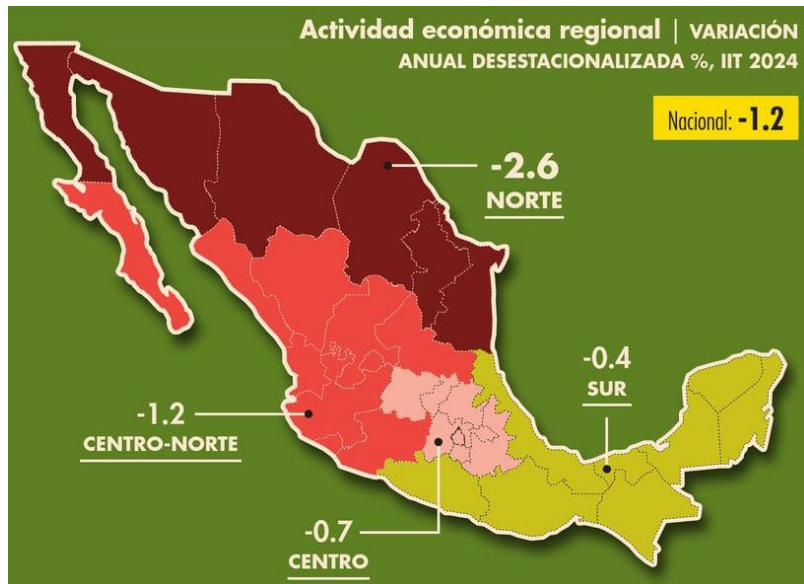 Actividad económica regional | VARIACIÓN
ANUAL DESESTACIONALIZADA %, IIT 2024
Nacional: -1.2
-2.6
NORTE
-0.4
SUR
-1.2
CENTRO-NORTE
-0.7
CENTRO